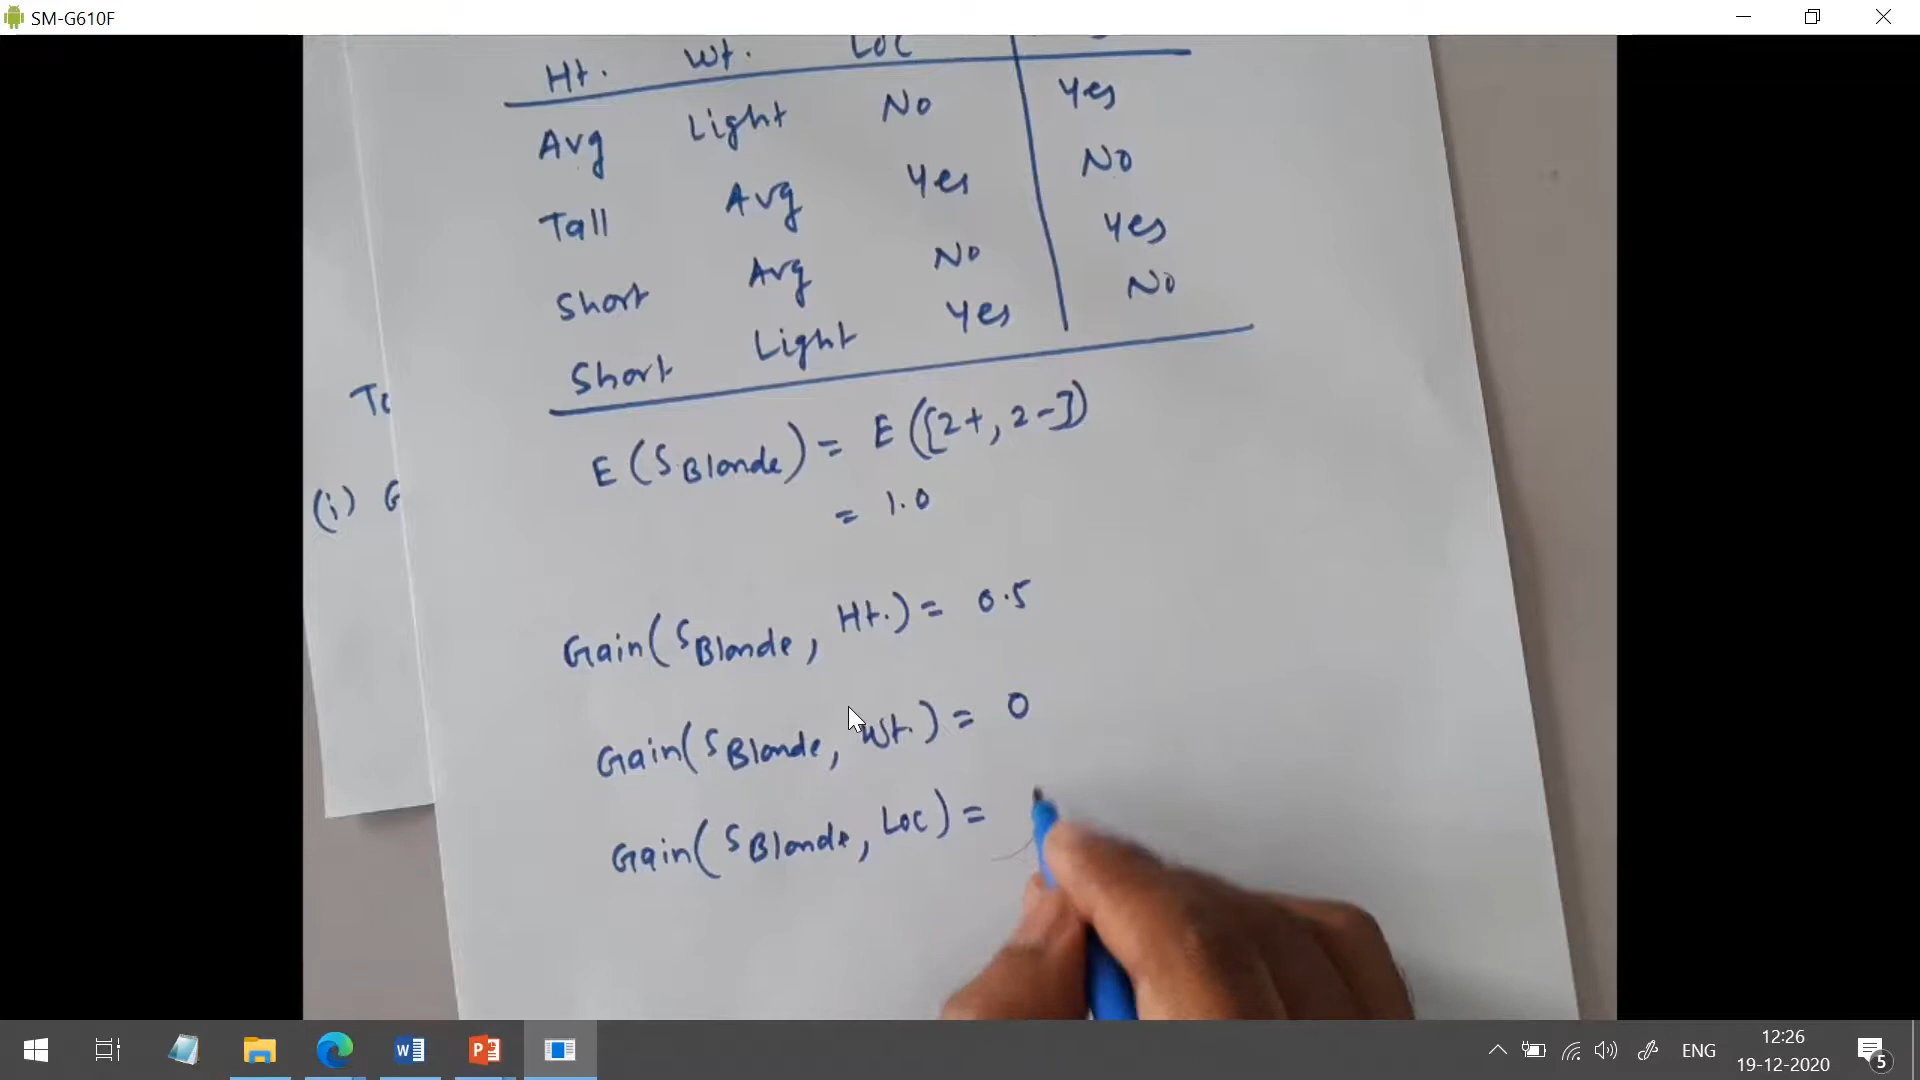 SM-G610F
Ht. Wt. Loc
Avg Light No Yes
Tall Avg Yes No
Short Avg No Yes
Short Light Yes No
E(S Blonde) = E([2+, 2-])
= 1.0
(i) G
Gain(S Blonde, Ht.) = 0.5
Gain(S Blonde, Wt.) = 0
Gain(S Blonde, Loc) =
ENG
12:26
19-12-2020
5